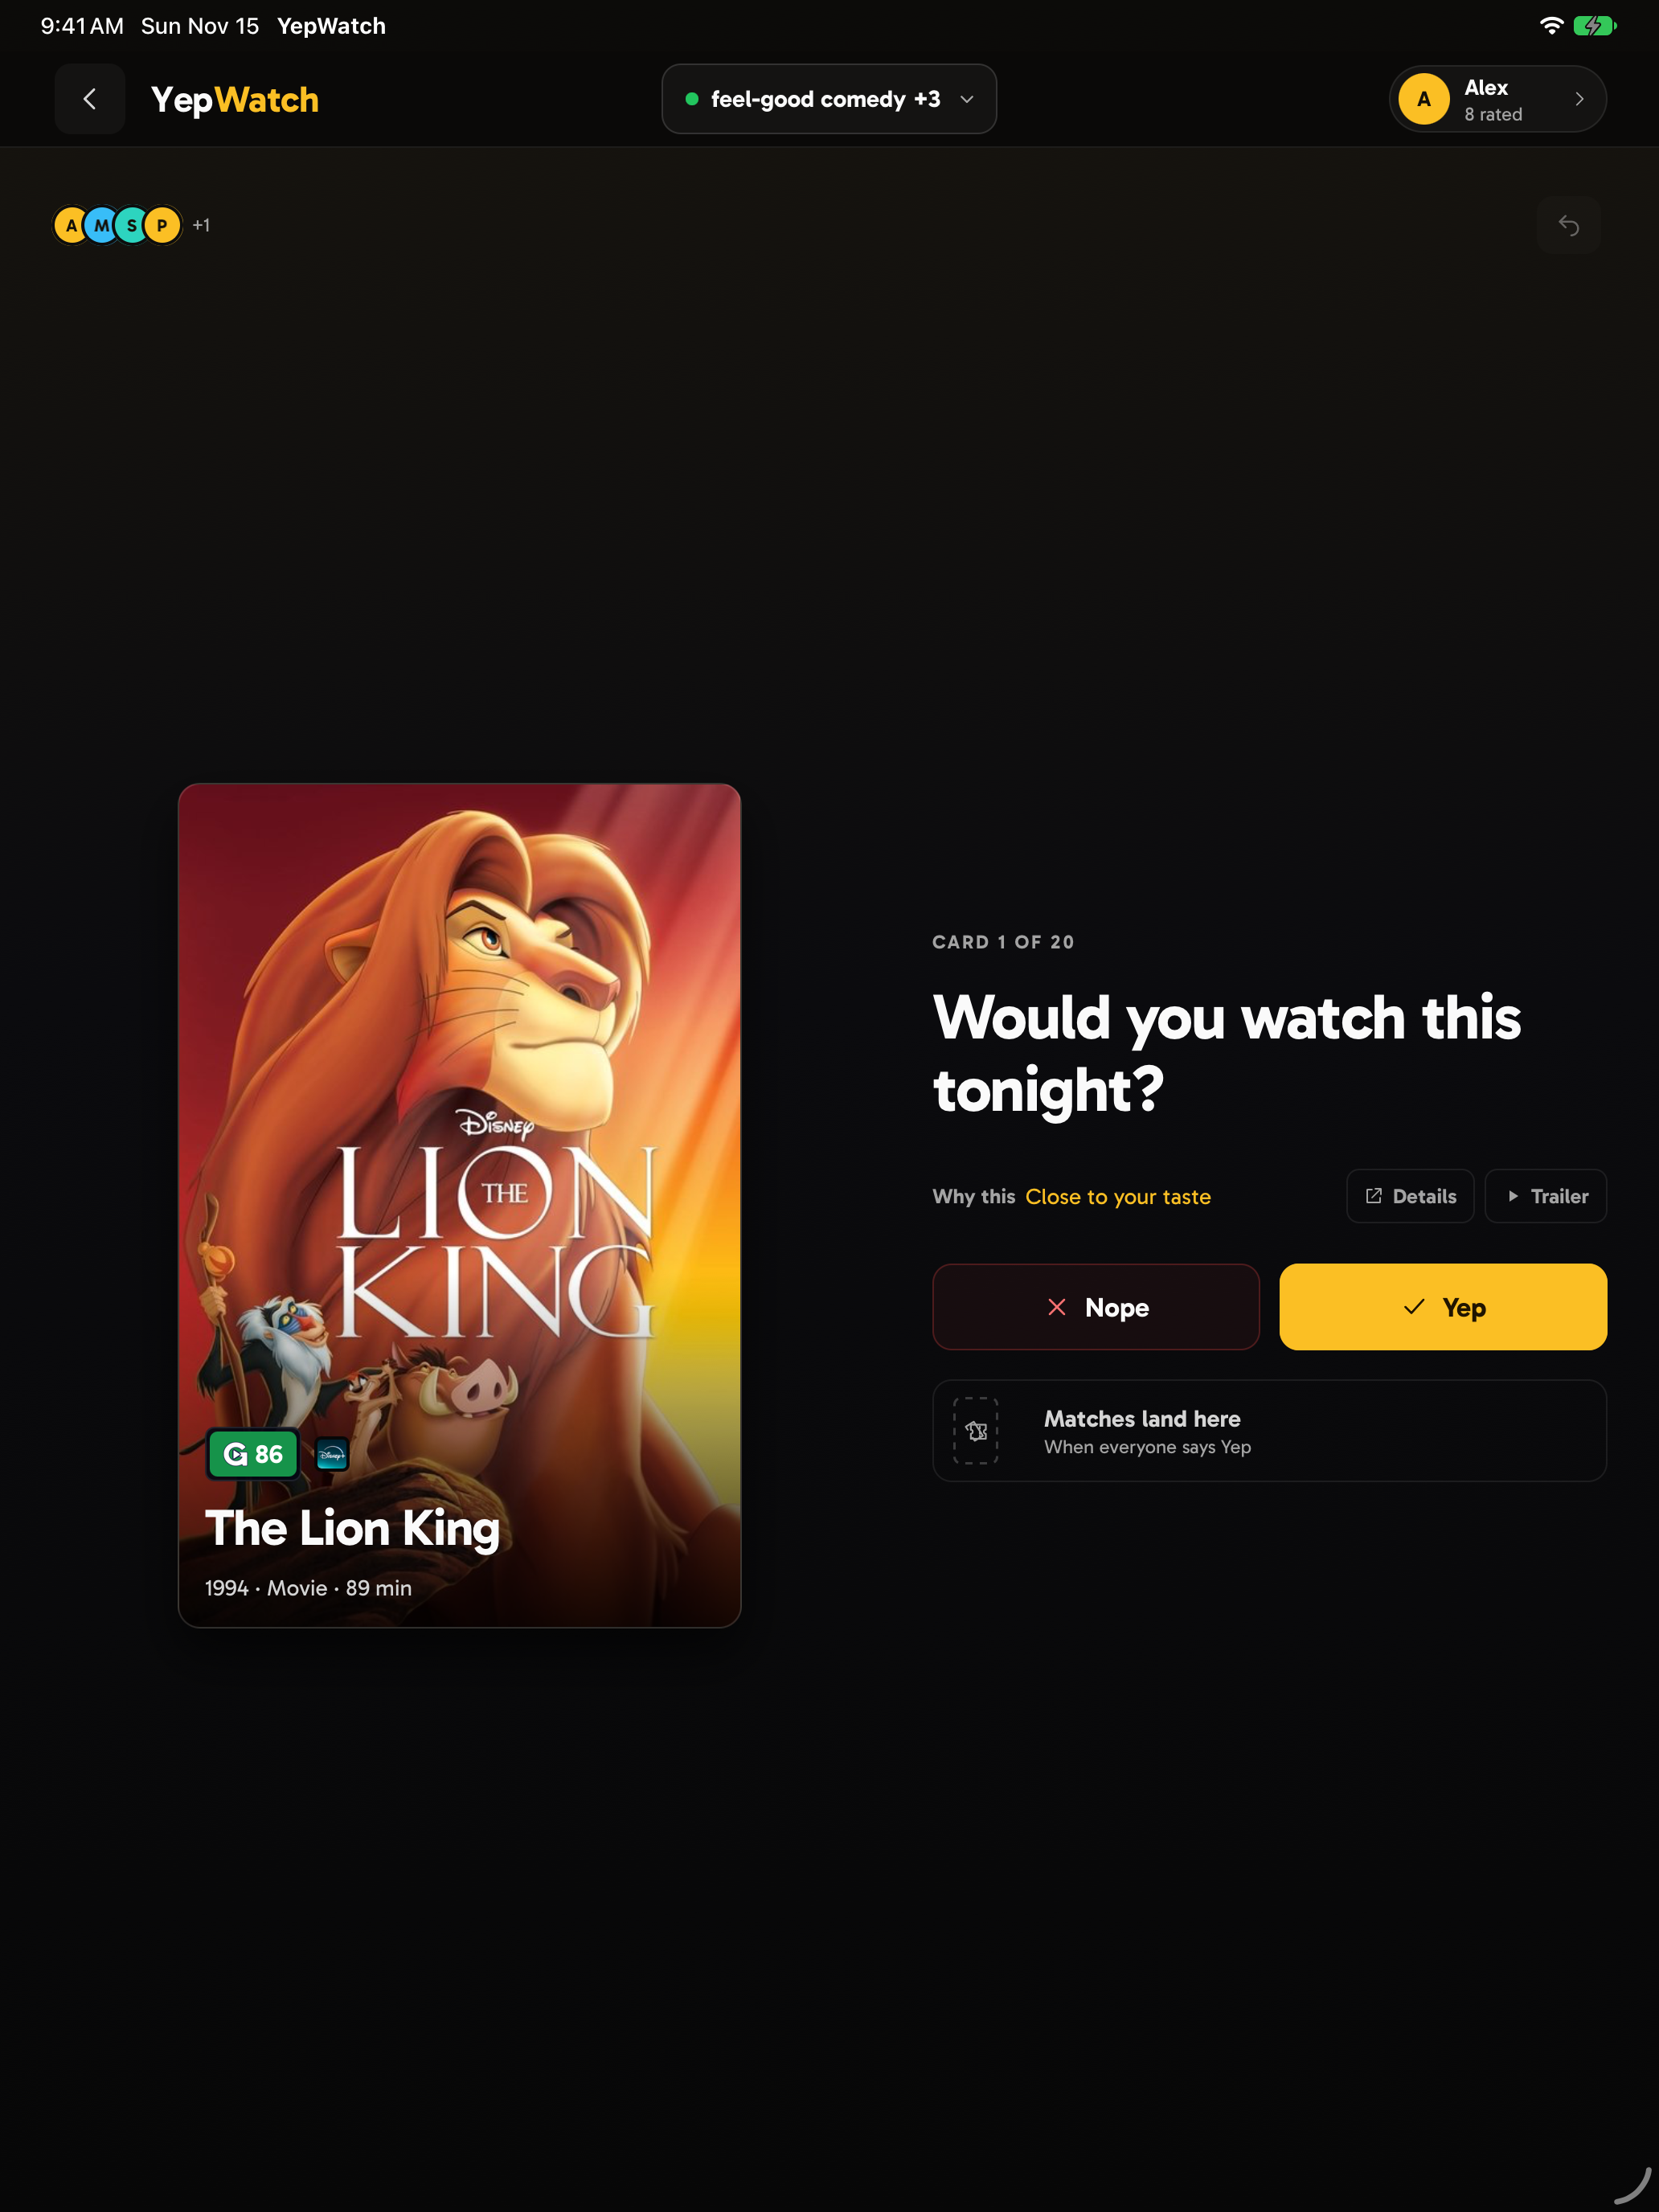 9:41 AM Sun Nov 15 YepWatch
YepWatch
feel-good comedy +3
A
Alex
8 rated
A M S P +1
Disney
THE
LION
KING
86
Disney+
The Lion King
1994 · Movie · 89 min
CARD 1 OF 20
Would you watch this
tonight?
Why this Close to your taste
Details
Trailer
Nope
Yep
Matches land here
When everyone says Yep